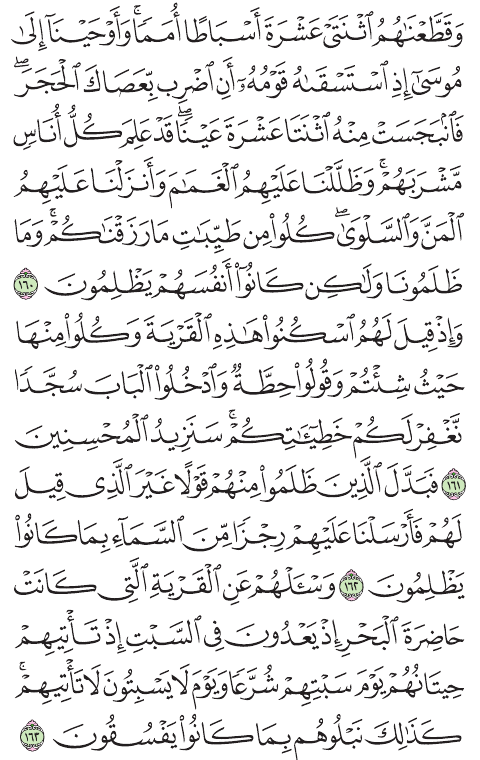 وَقَطَّعْنَٰهُمُ ٱثْنَتَىْ عَشْرَةَ أَسْبَاطًا أُمَمًا ۚ وَأَوْحَيْنَآ إِلَىٰ
مُوسَىٰٓ إِذِ ٱسْتَسْقَىٰهُ قَوْمُهُۥٓ أَنِ ٱضْرِب بِّعَصَاكَ ٱلْحَجَرَ ۖ
فَٱنۢبَجَسَتْ مِنْهُ ٱثْنَتَا عَشْرَةَ عَيْنًا ۖ قَدْ عَلِمَ كُلُّ أُنَاسٍ
مَّشْرَبَهُمْ ۚ وَظَلَّلْنَا عَلَيْهِمُ ٱلْغَمَٰمَ وَأَنزَلْنَا عَلَيْهِمُ
ٱلْمَنَّ وَٱلسَّلْوَىٰ ۖ كُلُوا۟ مِن طَيِّبَٰتِ مَا رَزَقْنَٰكُمْ ۚ وَمَا
ظَلَمُونَا وَلَٰكِن كَانُوٓا۟ أَنفُسَهُمْ يَظْلِمُونَ ١٦٠
وَإِذْ قِيلَ لَهُمُ ٱسْكُنُوا۟ هَٰذِهِ ٱلْقَرْيَةَ وَكُلُوا۟ مِنْهَا
حَيْثُ شِئْتُمْ وَقُولُوا۟ حِطَّةٌ وَٱدْخُلُوا۟ ٱلْبَابَ سُجَّدًا
نَّغْفِرْ لَكُمْ خَطِيٓـَٰٔتِكُمْ ۚ سَنَزِيدُ ٱلْمُحْسِنِينَ
١٦١ فَبَدَّلَ ٱلَّذِينَ ظَلَمُوا۟ مِنْهُمْ قَوْلًا غَيْرَ ٱلَّذِى قِيلَ
لَهُمْ فَأَرْسَلْنَا عَلَيْهِمْ رِجْزًا مِّنَ ٱلسَّمَآءِ بِمَا كَانُوا۟
يَظْلِمُونَ ١٦٢ وَسْـَٔلْهُمْ عَنِ ٱلْقَرْيَةِ ٱلَّتِى كَانَتْ
حَاضِرَةَ ٱلْبَحْرِ إِذْ يَعْدُونَ فِى ٱلسَّبْتِ إِذْ تَأْتِيهِمْ
حِيتَانُهُمْ يَوْمَ سَبْتِهِمْ شُرَّعًا وَيَوْمَ لَا يَسْبِتُونَ لَا تَأْتِيهِمْ ۚ
كَذَٰلِكَ نَبْلُوهُم بِمَا كَانُوا۟ يَفْسُقُونَ ١٦٣